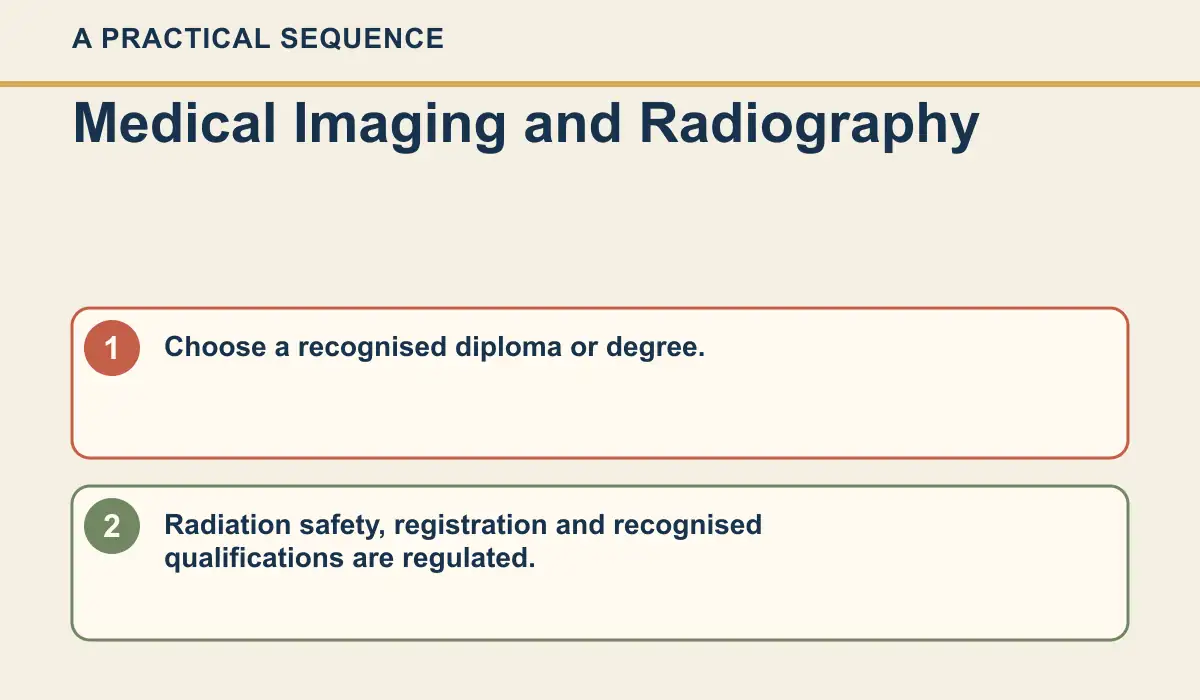 A PRACTICAL SEQUENCE
Medical Imaging and Radiography
1
Choose a recognised diploma or degree.
2
Radiation safety, registration and recognised
qualifications are regulated.